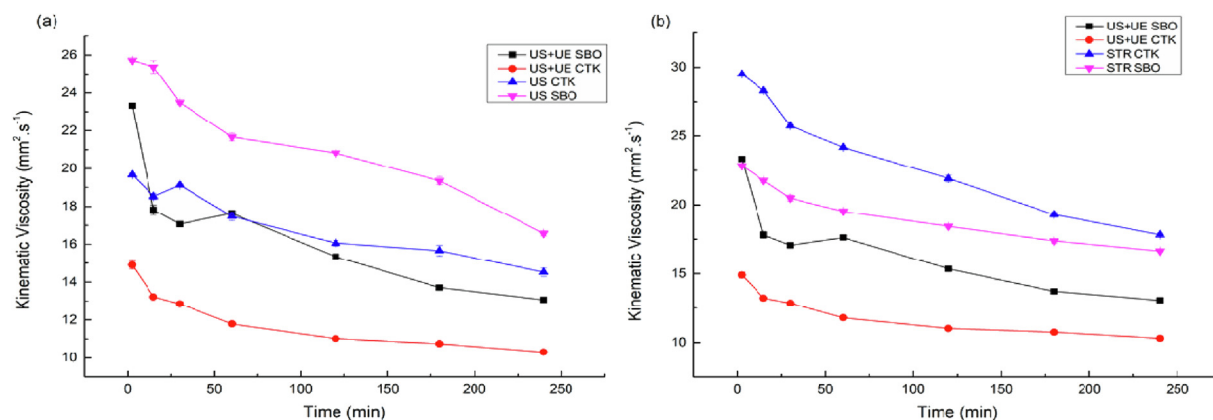 (a)
US+UE SBO
US+UE CTK
US CTK
US SBO
26
24
22
20
18
16
14
12
10
Kinematic Viscosity (mm².s⁻¹)
0
50
100
150
200
250
Time (min)
(b)
US+UE SBO
US+UE CTK
STR CTK
STR SBO
30
25
20
15
10
Kinematic Viscosity (mm².s⁻¹)
0
50
100
150
200
250
Time (min)